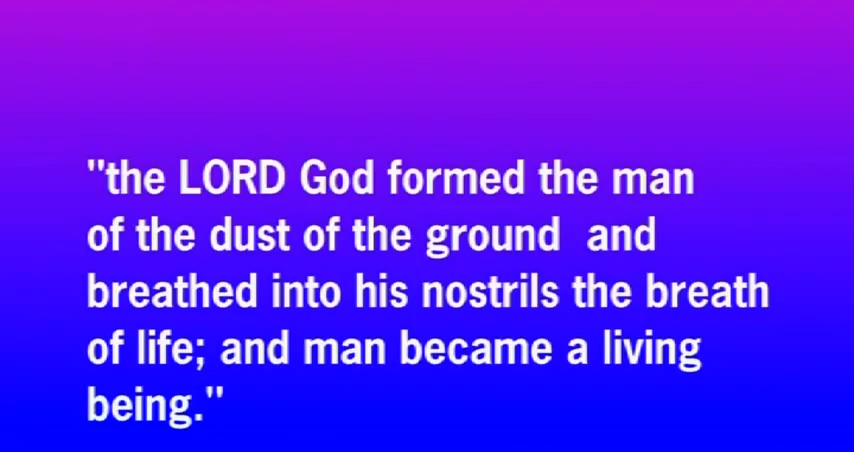 "the LORD God formed the man
of the dust of the ground  and
breathed into his nostrils the breath
of life; and man became a living
being."